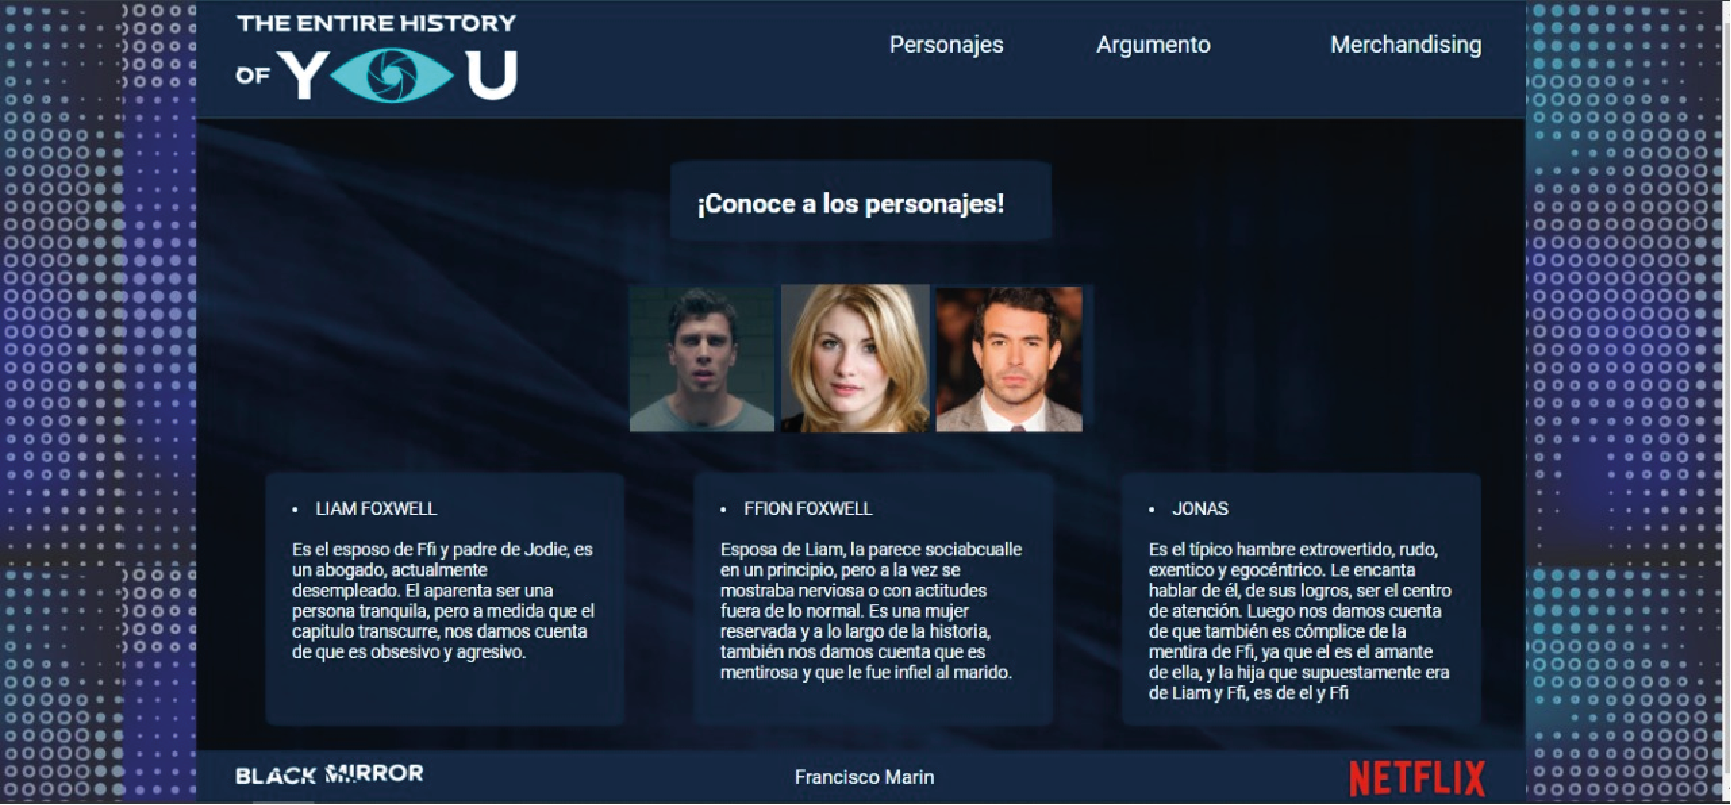 THE ENTIRE HISTORY
OF YOU
Personajes
Argumento
Merchandising
¡Conoce a los personajes!
• LIAM FOXWELL
Es el esposo de Ffi y padre de Jodie, es
un abogado, actualmente
desempleado. El aparenta ser una
persona tranquila, pero a medida que el
capitulo transcurre, nos damos cuenta
de que es obsesivo y agresivo.
• FFION FOXWELL
Esposa de Liam, la parece sociabcualle
en un principio, pero a la vez se
mostraba nerviosa o con actitudes
fuera de lo normal. Es una mujer
reservada y a lo largo de la historia,
también nos damos cuenta que es
mentirosa y que le fue infiel al marido.
• JONAS
Es el típico hambre extrovertido, rudo,
exentico y egocéntrico. Le encanta
hablar de él, de sus logros, ser el centro
de atención. Luego nos damos cuenta
de que también es cómplice de la
mentira de Ffi, ya que el es el amante
de ella, y la hija que supuestamente era
de Liam y Ffi, es de el y Ffi
BLACK MIRROR
Francisco Marin
NETFLIX